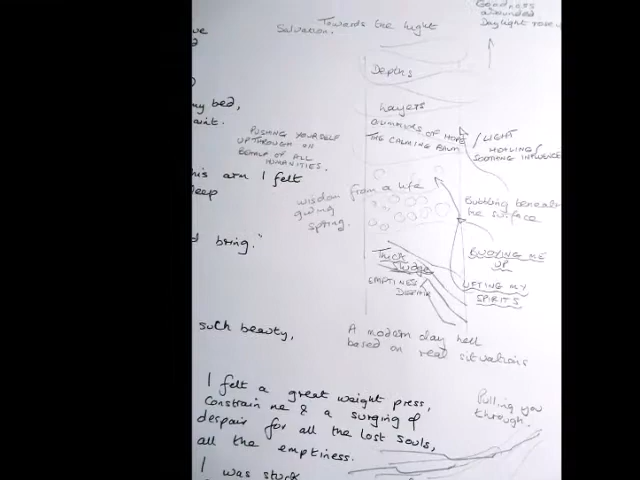 Goodness
Daylight
Towards the light
Salvation.
Depths
my bed,
Layers
GLIMMERS OF HOPE
THE CALMING BALM
LIGHT
HEALING/
SOOTHING INFLUENCE
PUSHING YOURSELF
UP THROUGH ON
BEHALF OF ALL
HUMANITIES.
his arm I felt
wisdom from a life
giving
spring.
Bubbling beneath
the surface
d bring."
BUOYING ME
UP
THICK
Sludge
EMPTINESS/
DESPAIR
LIFTING MY
SPIRITS
such beauty,
A modern day hell
based on real situations
I felt a great weight press,
Constrain me & a surging of
despair for all the lost souls,
all the emptiness.
Pulling you
through.
I was stuck